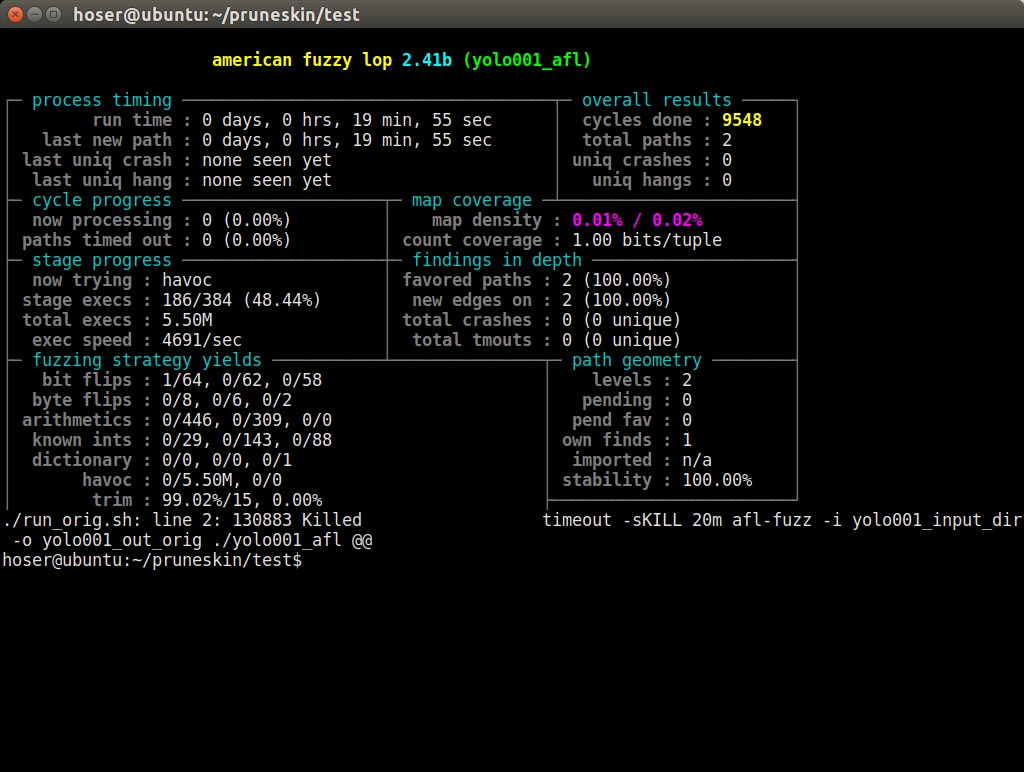 hoser@ubuntu: ~/pruneskin/test
american fuzzy lop 2.41b (yolo001_afl)
process timing overall results
run time : 0 days, 0 hrs, 19 min, 55 sec cycles done : 9548
last new path : 0 days, 0 hrs, 19 min, 55 sec total paths : 2
last uniq crash : none seen yet uniq crashes : 0
last uniq hang : none seen yet uniq hangs : 0
cycle progress map coverage
now processing : 0 (0.00%) map density : 0.01% / 0.02%
paths timed out : 0 (0.00%) count coverage : 1.00 bits/tuple
stage progress findings in depth
now trying : havoc favored paths : 2 (100.00%)
stage execs : 186/384 (48.44%) new edges on : 2 (100.00%)
total execs : 5.50M total crashes : 0 (0 unique)
exec speed : 4691/sec total tmouts : 0 (0 unique)
fuzzing strategy yields path geometry
bit flips : 1/64, 0/62, 0/58 levels : 2
byte flips : 0/8, 0/6, 0/2 pending : 0
arithmetics : 0/446, 0/309, 0/0 pend fav : 0
known ints : 0/29, 0/143, 0/88 own finds : 1
dictionary : 0/0, 0/0, 0/1 imported : n/a
havoc : 0/5.50M, 0/0 stability : 100.00%
trim : 99.02%/15, 0.00%
./run_orig.sh: line 2: 130883 Killed timeout -sKILL 20m afl-fuzz -i yolo001_input_dir
-o yolo001_out_orig ./yolo001_afl @@
hoser@ubuntu:~/pruneskin/test$